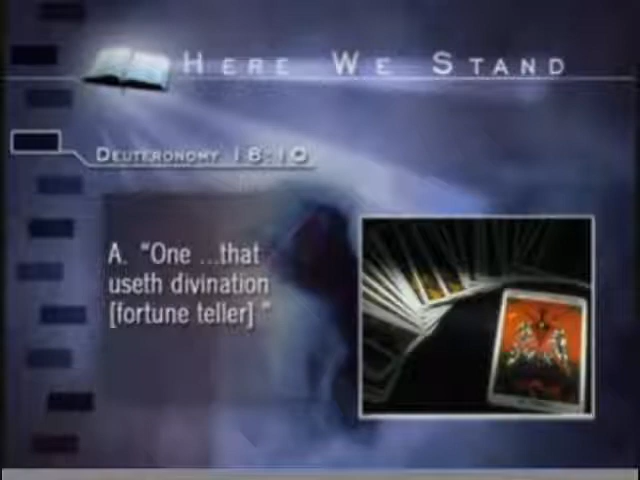 HERE WE STAND
DEUTERONOMY 18:10
A. "One ...that
useth divination
[fortune teller] "